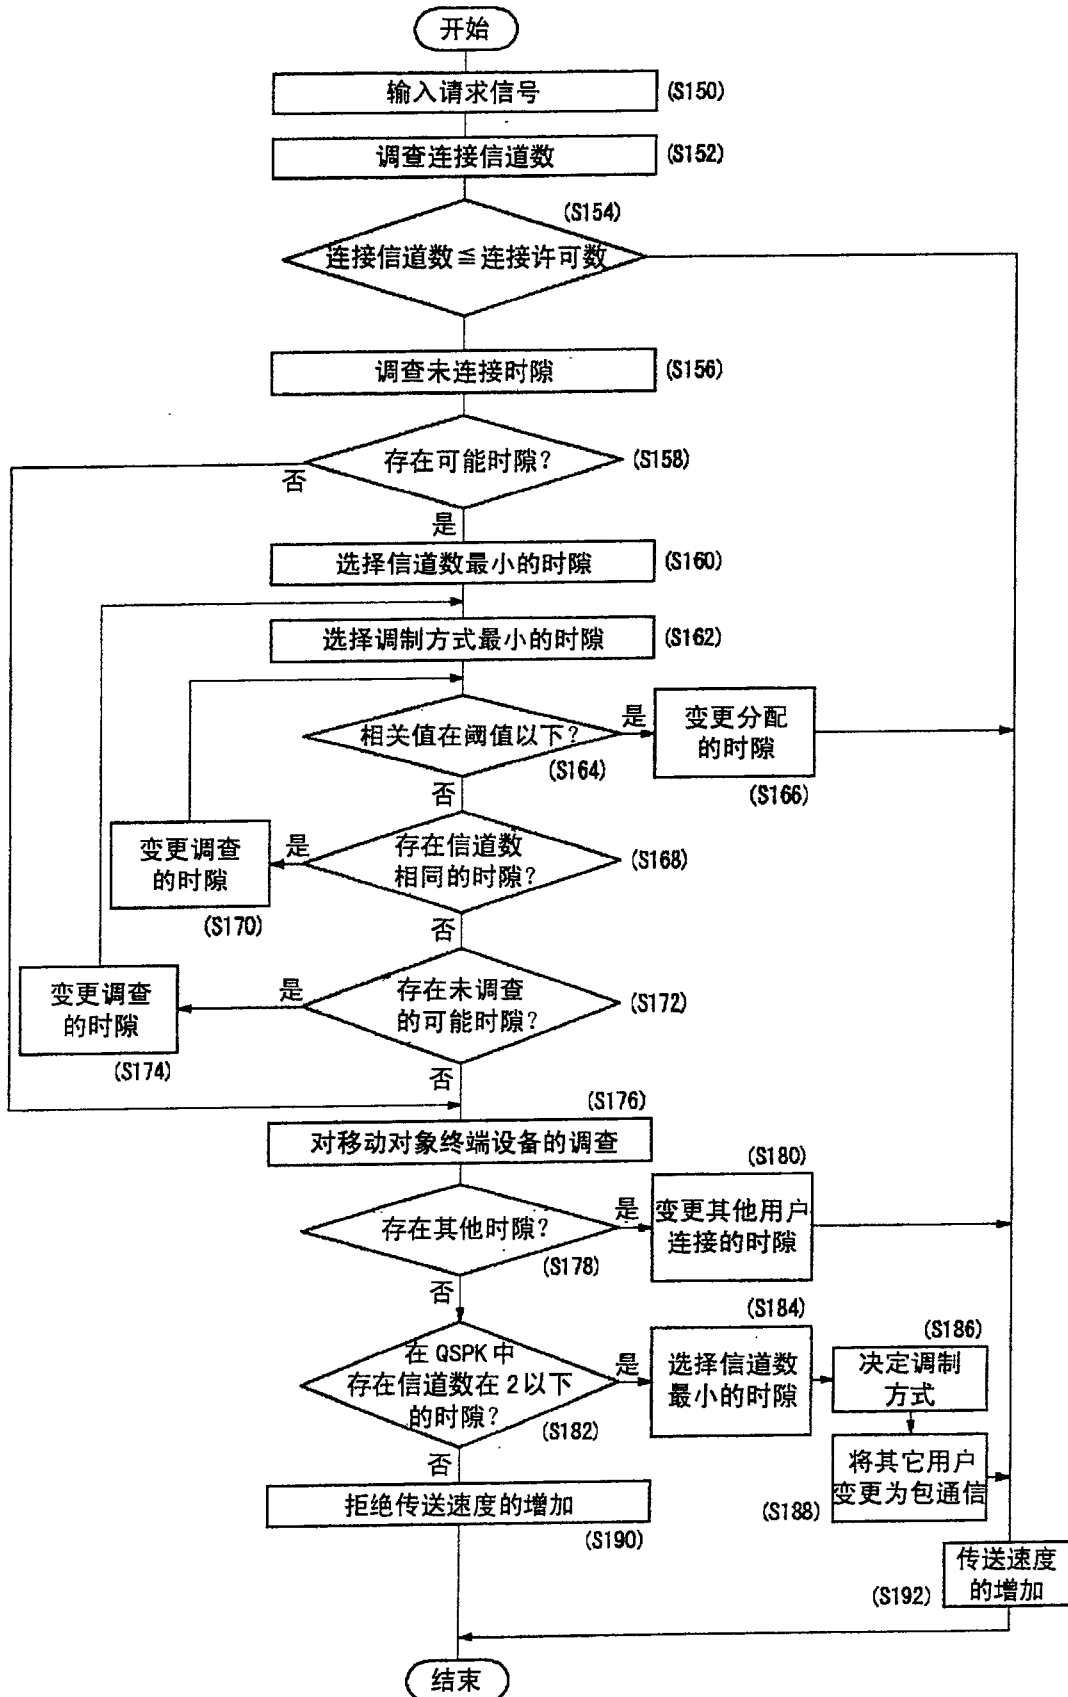 开始
输入请求信号
(S150)
调查连接信道数
(S152)
(S154)
连接信道数≦连接许可数
调查未连接时隙
(S156)
存在可能时隙？
(S158)
否
是
选择信道数最小的时隙
(S160)
选择调制方式最小的时隙
(S162)
相关值在阈值以下？
(S164)
是
变更分配
的时隙
(S166)
否
存在信道数
相同的时隙？
(S168)
是
变更调查
的时隙
(S170)
否
存在未调查
的可能时隙？
(S172)
是
变更调查
的时隙
(S174)
否
(S176)
对移动对象终端设备的调查
(S180)
存在其他时隙？
(S178)
是
变更其他用户
连接的时隙
否
(S184)
在 QSPK 中
存在信道数在 2 以下
的时隙？
(S182)
是
选择信道数
最小的时隙
(S186)
决定调制
方式
将其它用户
变更为包通信
(S188)
否
拒绝传送速度的增加
(S190)
传送速度
的增加
(S192)
结束